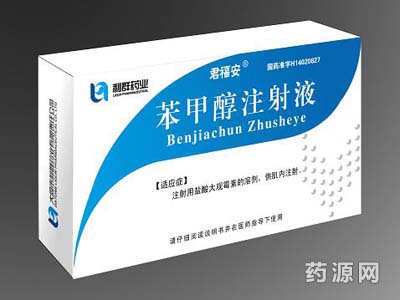 利群药业
君福安
国药准字H14020827
苯甲醇注射液
Benjiachun Zhusheye
【适应症】
注射用盐酸大观霉素的溶剂，供肌内注射。
请仔细阅读说明书并在医师指导下使用
药源网